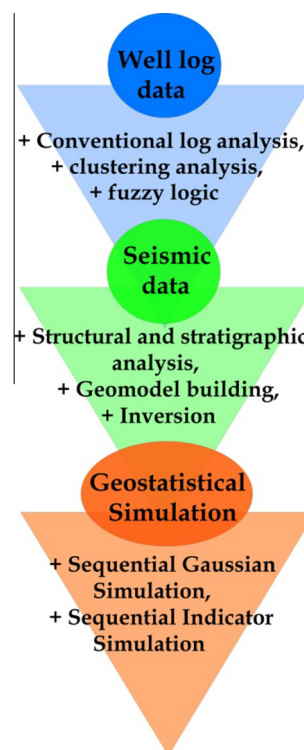 Well log
data
+ Conventional log analysis,
+ clustering analysis,
+ fuzzy logic
Seismic
data
+ Structural and stratigraphic
analysis,
+ Geomodel building,
+ Inversion
Geostatistical
Simulation
+ Sequential Gaussian
Simulation,
+ Sequential Indicator
Simulation